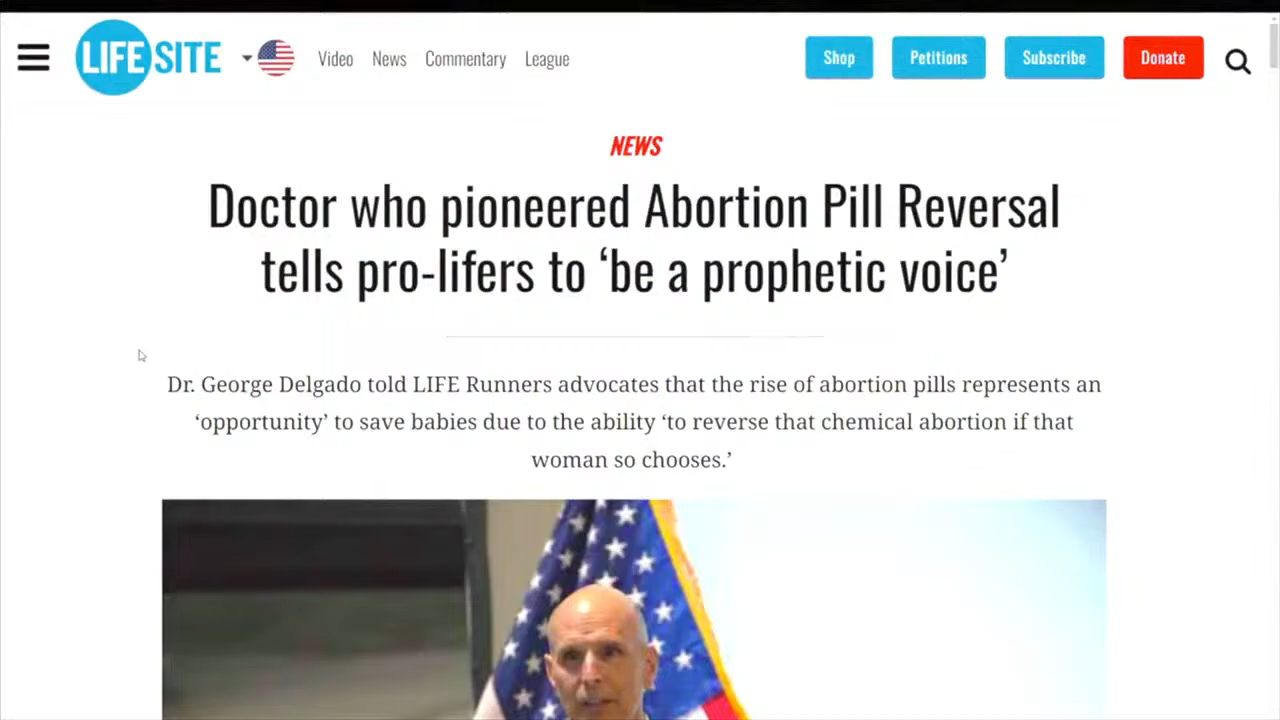 LIFE SITE Video News Commentary League Shop Petitions Subscribe Donate
NEWS
Doctor who pioneered Abortion Pill Reversal
tells pro-lifers to ‘be a prophetic voice’
Dr. George Delgado told LIFE Runners advocates that the rise of abortion pills represents an
‘opportunity’ to save babies due to the ability ‘to reverse that chemical abortion if that
woman so chooses.’